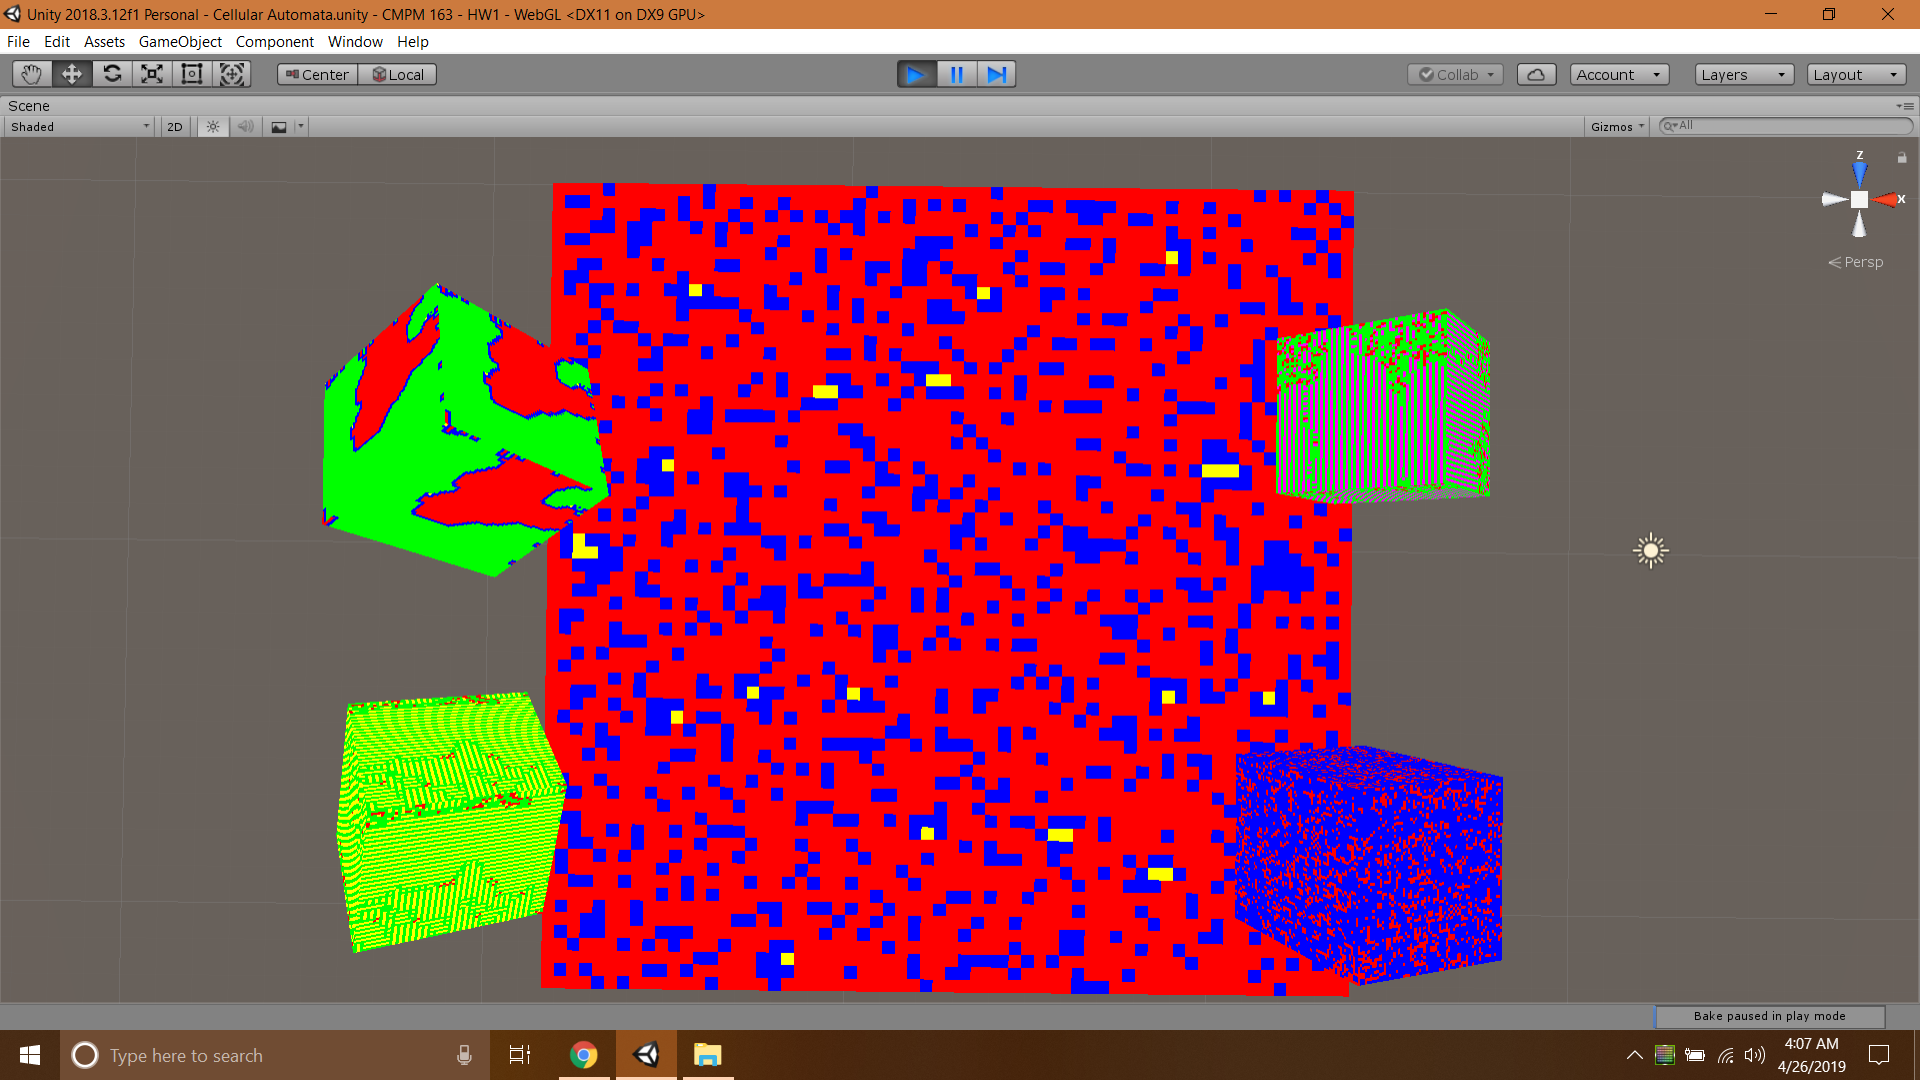 Unity 2018.3.12f1 Personal - Cellular Automata.unity - CMPM 163 - HW1 - WebGL <DX11 on DX9 GPU>
File Edit Assets GameObject Component Window Help
Center Local Collab Account Layers Layout
Scene
Shaded 2D Gizmos All
z
x
Persp
Bake paused in play mode
Type here to search
4:07 AM
4/26/2019